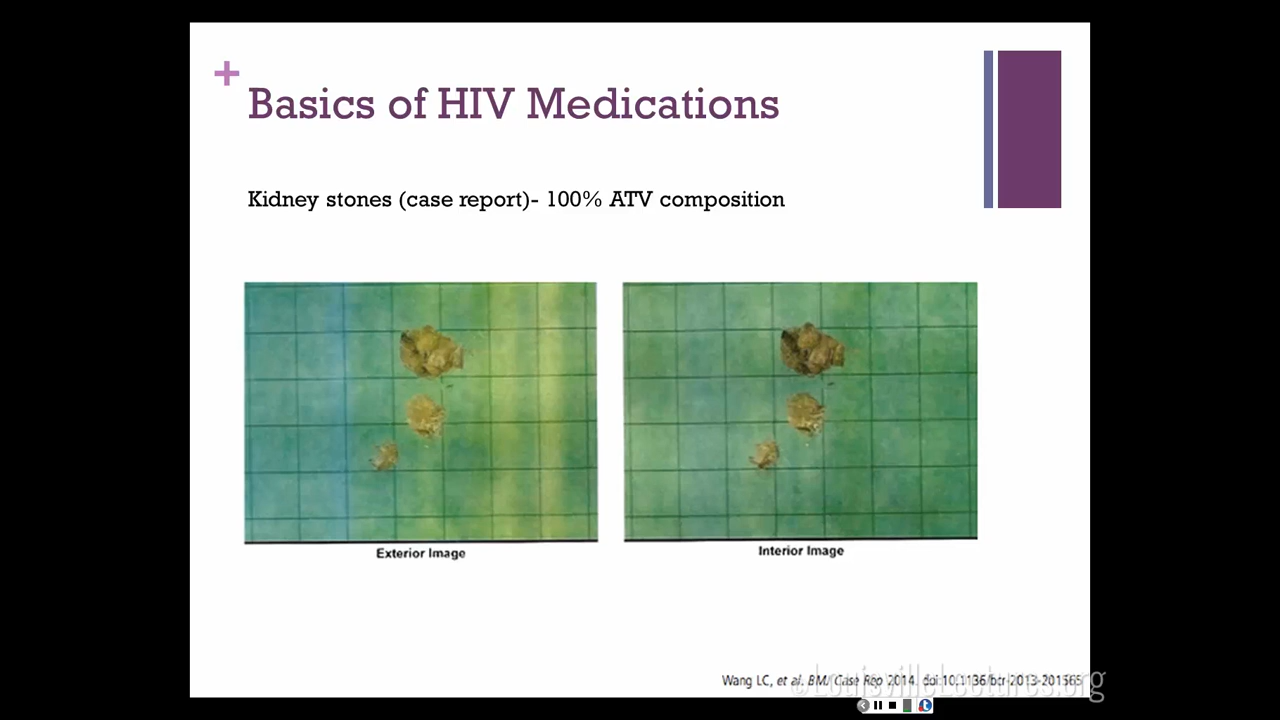 +
Basics of HIV Medications
Kidney stones (case report)- 100% ATV composition
Exterior Image
Interior Image
Wang LC, et al. BMJ Case Rep 2014. doi:10.1136/bcr-2013-201565
©LouisvilleLectures.org